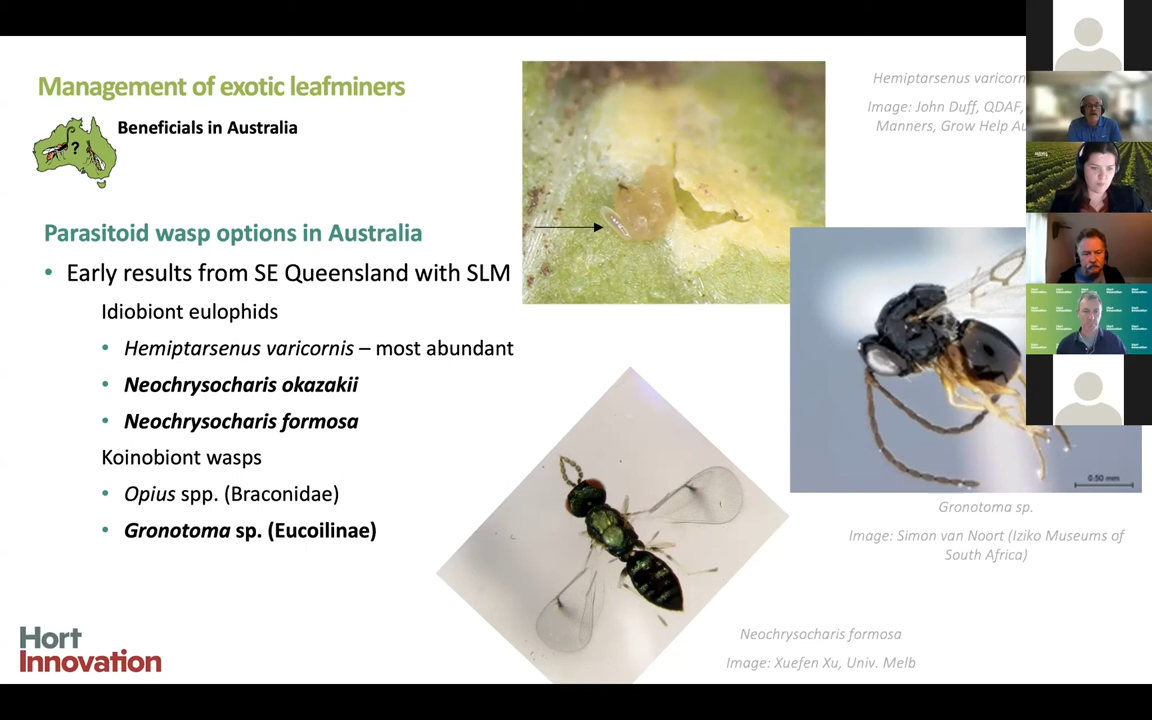 Management of exotic leafminers
Beneficials in Australia
?
Parasitoid wasp options in Australia
• Early results from SE Queensland with SLM
Idiobiont eulophids
• Hemiptarsenus varicornis – most abundant
• Neochrysocharis okazakii
• Neochrysocharis formosa
Koinobiont wasps
• Opius spp. (Braconidae)
• Gronotoma sp. (Eucoilinae)
Hort
Innovation
Hemiptarsenus varicorn
Image: John Duff, QDAF,
Manners, Grow Help Au
0.50 mm
Gronotoma sp.
Image: Simon van Noort (Iziko Museums of
South Africa)
Neochrysocharis formosa
Image: Xuefen Xu, Univ. Melb